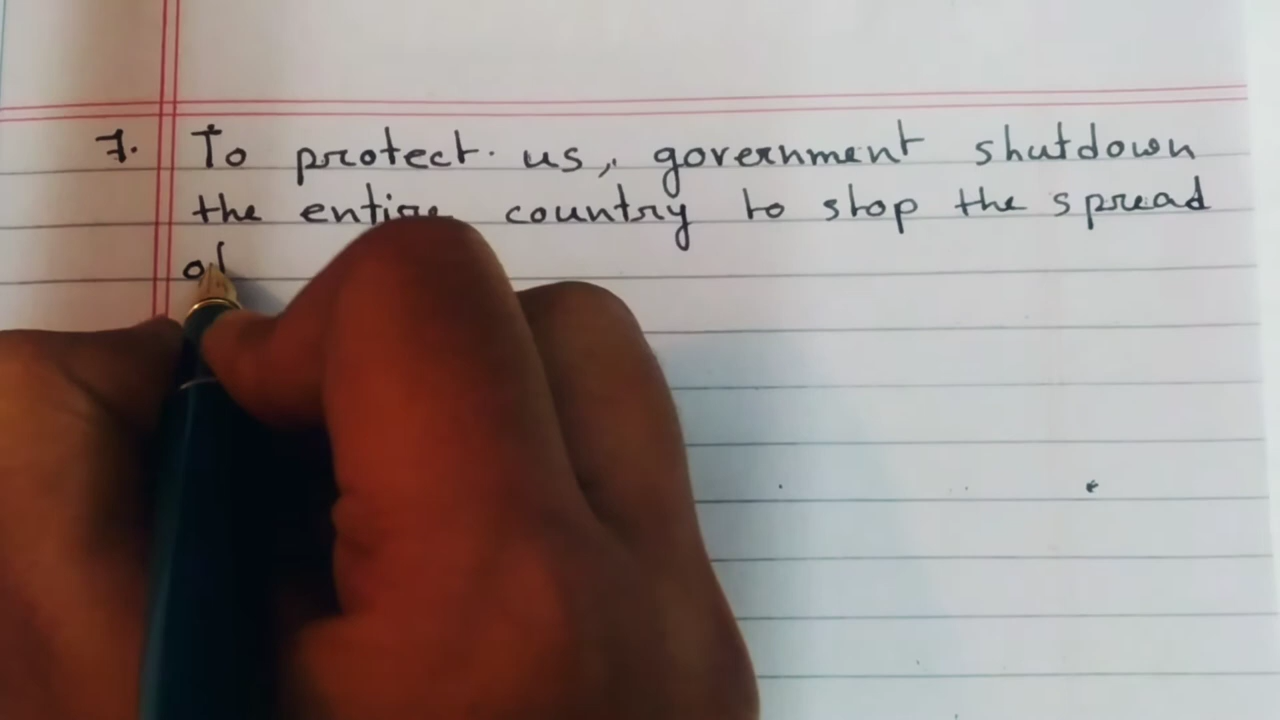 7. To protect. us, government shutdown
the entire country to stop the spread
of